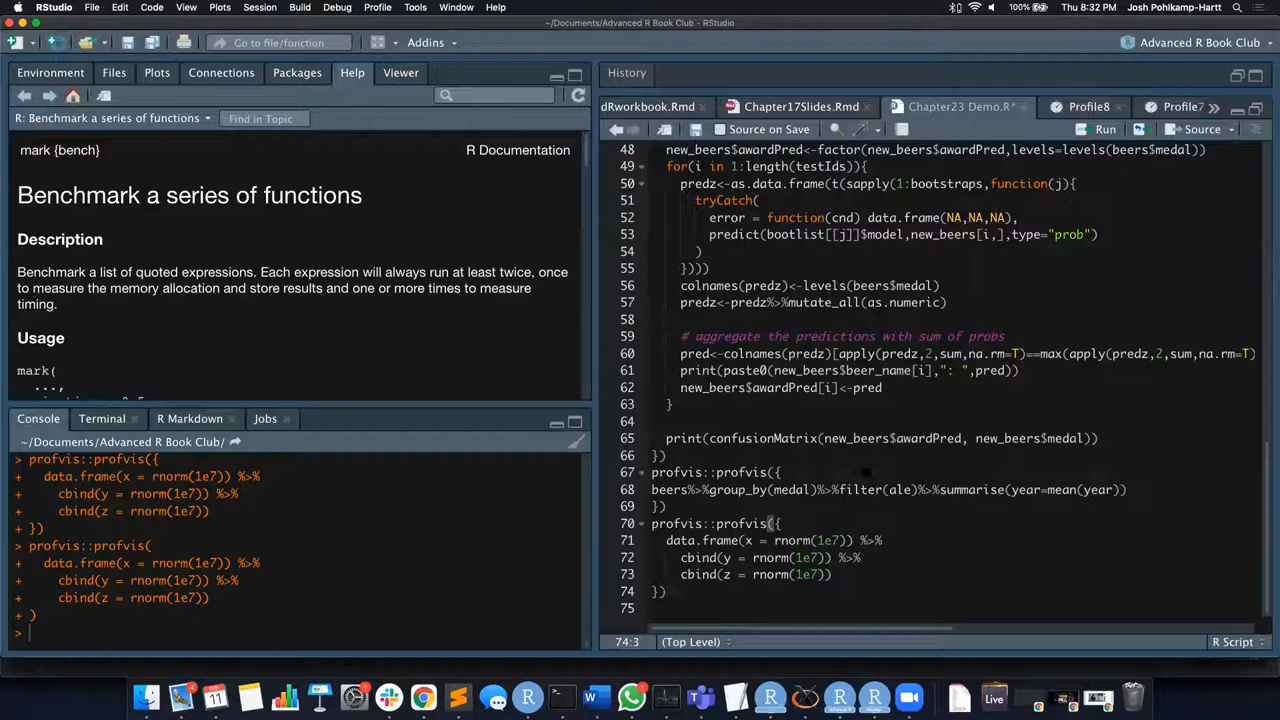 RStudio File Edit Code View Plots Session Build Debug Profile Tools Window Help 100% Thu 8:32 PM Josh Pohlkamp-Hartt
~/Documents/Advanced R Book Club - RStudio
Go to file/function Addins Advanced R Book Club
Environment Files Plots Connections Packages Help Viewer
R: Benchmark a series of functions Find in Topic
mark {bench} R Documentation
Benchmark a series of functions
Description
Benchmark a list of quoted expressions. Each expression will always run at least twice, once
to measure the memory allocation and store results and one or more times to measure
timing.
Usage
mark(
...,
Console Terminal R Markdown Jobs
~/Documents/Advanced R Book Club/
> profvis::profvis({
+ data.frame(x = rnorm(1e7)) %>%
+ cbind(y = rnorm(1e7)) %>%
+ cbind(z = rnorm(1e7))
+ })
> profvis::profvis(
+ data.frame(x = rnorm(1e7)) %>%
+ cbind(y = rnorm(1e7)) %>%
+ cbind(z = rnorm(1e7))
+ )
>
History
dRworkbook.Rmd Chapter17Slides.Rmd Chapter23 Demo.R* Profile8 Profile7
Source on Save Run Source
48 new_beers$awardPred<-factor(new_beers$awardPred,levels=levels(beers$medal))
49 for(i in 1:length(testIds)){
50 predz<-as.data.frame(t(sapply(1:bootstraps,function(j){
51 tryCatch(
52 error = function(cnd) data.frame(NA,NA,NA),
53 predict(bootlist[[j]]$model,new_beers[i,],type="prob")
54 )
55 })))
56 colnames(predz)<-levels(beers$medal)
57 predz<-predz%>%mutate_all(as.numeric)
58
59 # aggregate the predictions with sum of probs
60 pred<-colnames(predz)[apply(predz,2,sum,na.rm=T)==max(apply(predz,2,sum,na.rm=T)
61 print(paste0(new_beers$beer_name[i],": ",pred))
62 new_beers$awardPred[i]<-pred
63 }
64
65 print(confusionMatrix(new_beers$awardPred, new_beers$medal))
66 })
67 profvis::profvis({
68 beers%>%group_by(medal)%>%filter(ale)%>%summarise(year=mean(year))
69 })
70 profvis::profvis({
71 data.frame(x = rnorm(1e7)) %>%
72 cbind(y = rnorm(1e7)) %>%
73 cbind(z = rnorm(1e7))
74 })
75
74:3 (Top Level) R Script